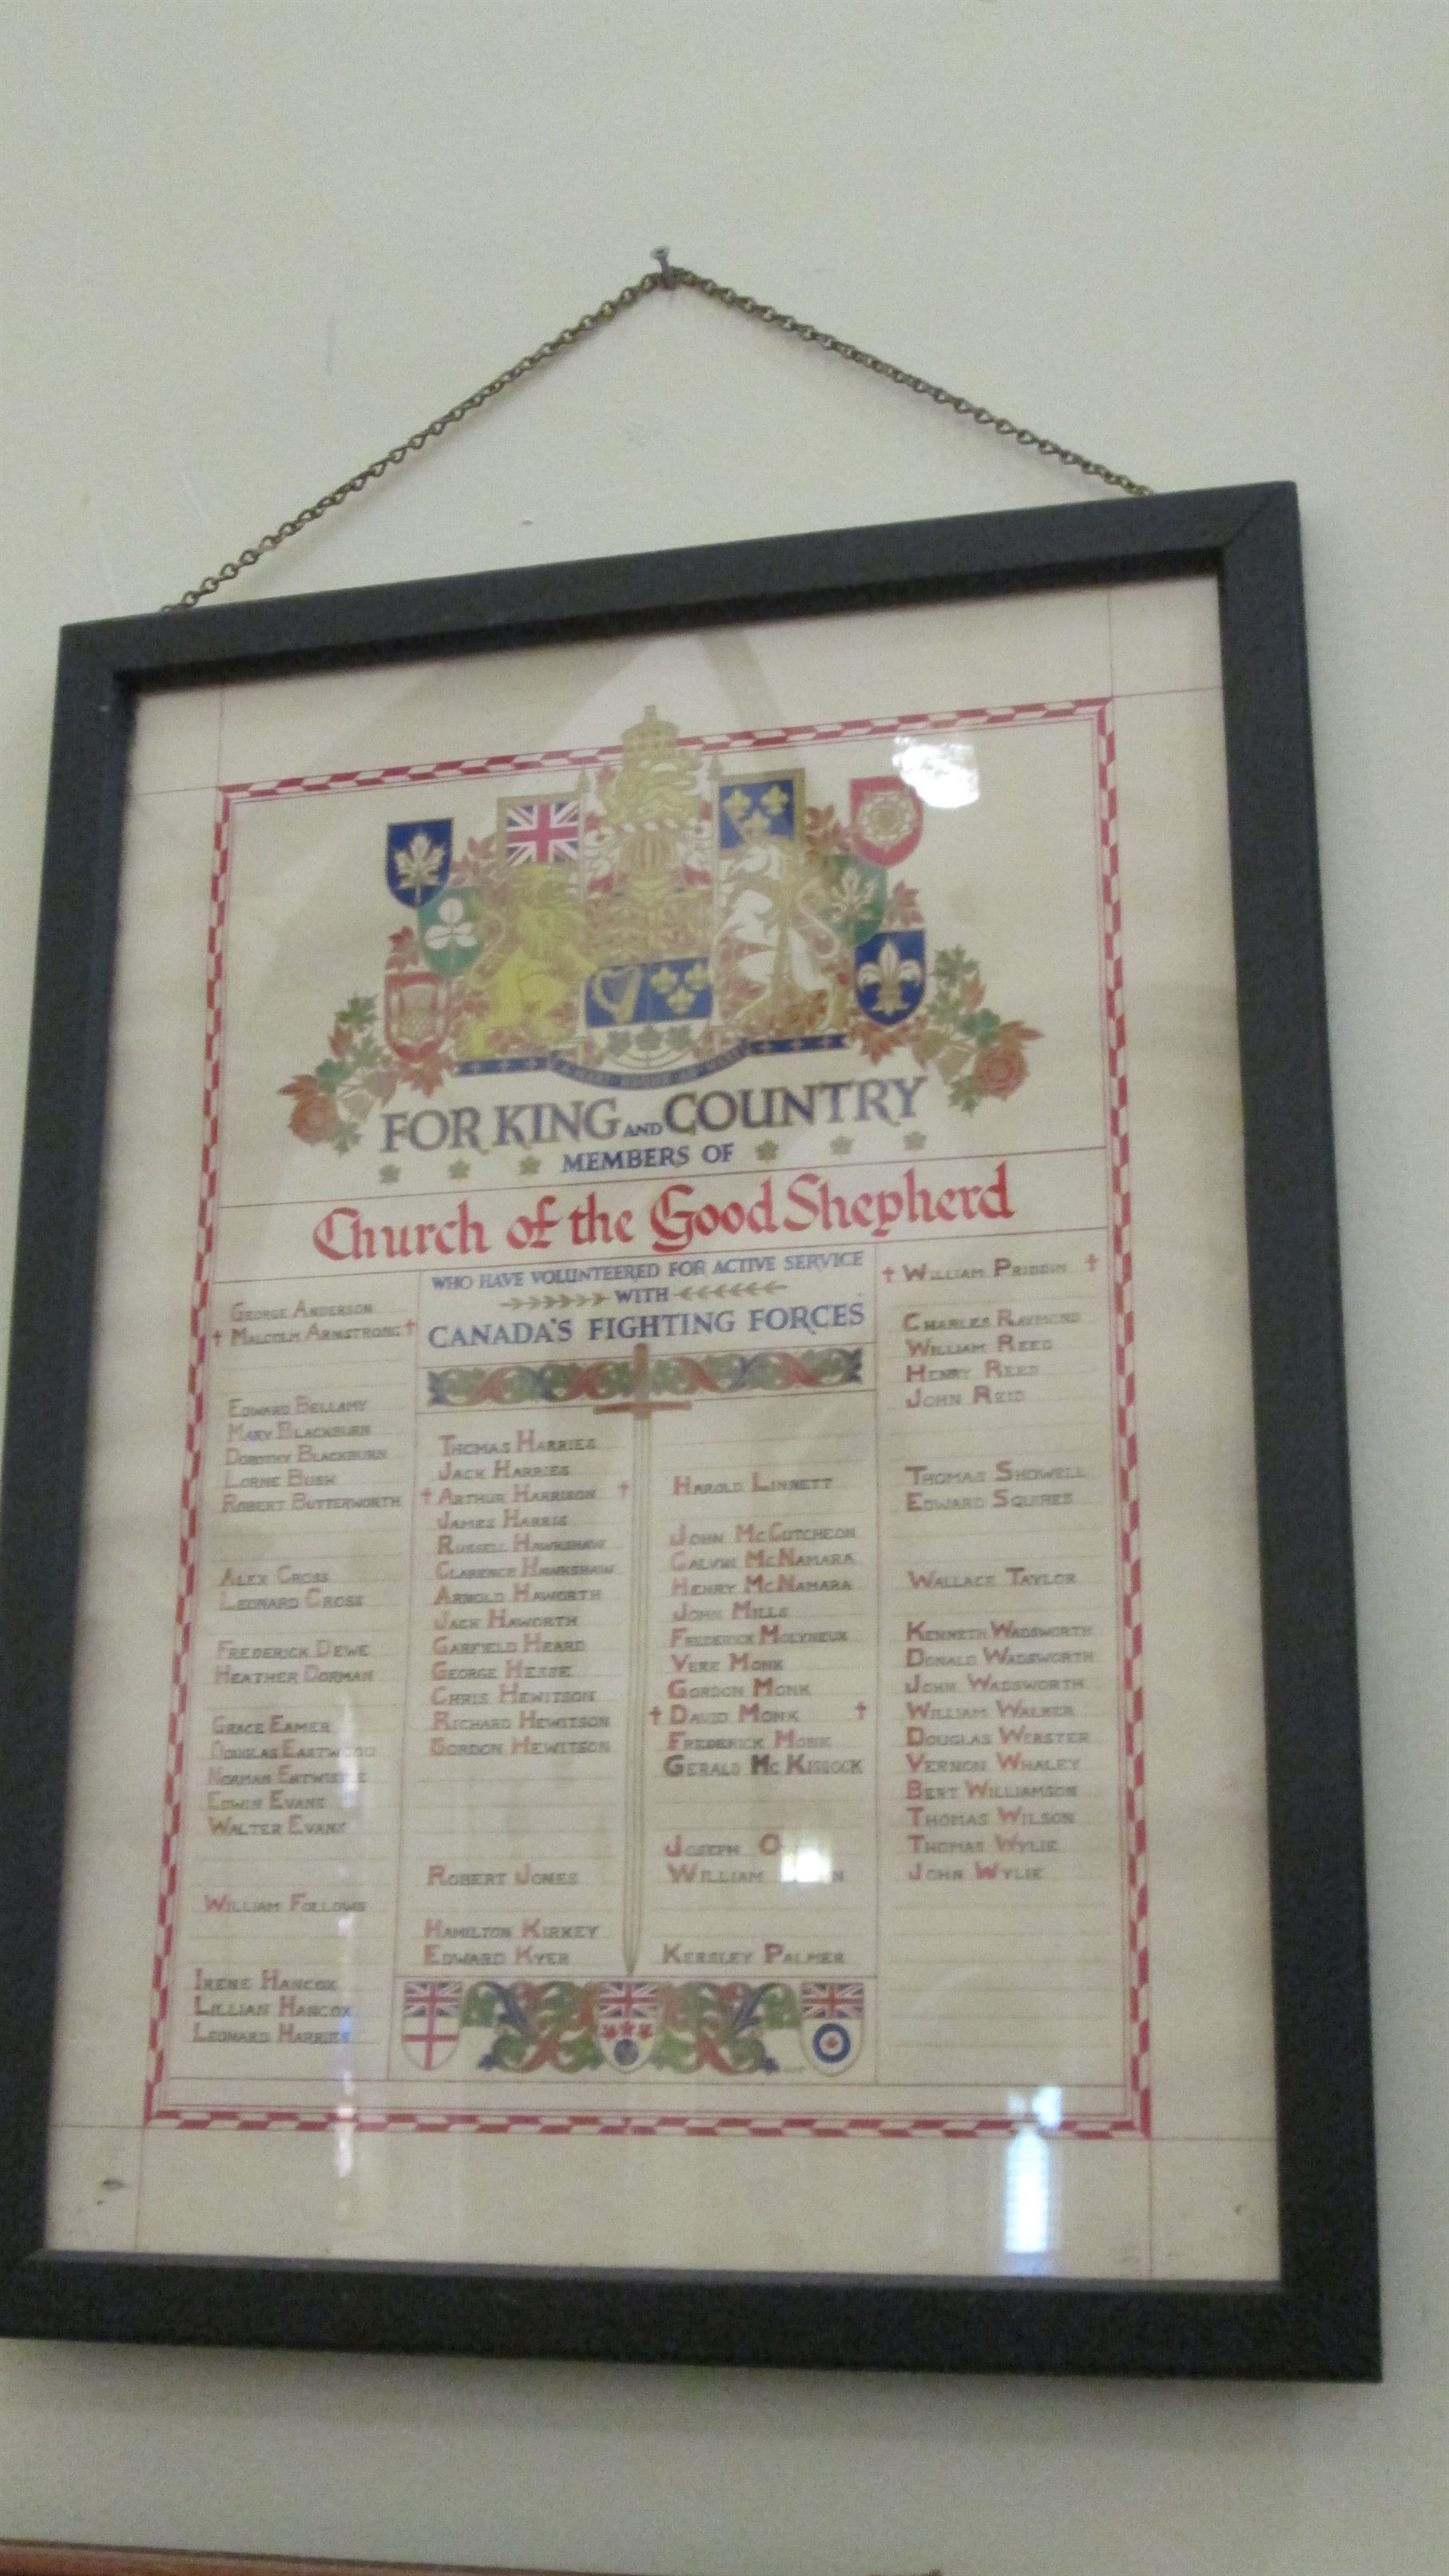 FOR KING AND COUNTRY
MEMBERS OF
Church of the Good Shepherd
WHO HAVE VOLUNTEERED FOR ACTIVE SERVICE
WITH
CANADA'S FIGHTING FORCES
GEORGE ANDERSON
† MALCOLM ARMSTRONG †
EDWARD BELLAMY
MARY BLACKBURN
DOROTHY BLACKBURN
LORNE BUSH
ROBERT BUTTERWORTH
ALEX CROSS
LEONARD CROSS
FREDERICK DEWE
HEATHER DORMAN
GRACE EAMER
DOUGLAS EASTWOOD
NORMAN ENTWISTLE
EDWIN EVANS
WALTER EVANS
WILLIAM FOLLOWS
IRENE HANCOX
LILLIAN HANCOX
LEONARD HARRIES
THOMAS HARRIES
JACK HARRIES
† ARTHUR HARRISON †
JAMES HARRIS
RUSSELL HAWKSHAW
CLARENCE HAWKSHAW
ARNOLD HAWORTH
JACK HAWORTH
GARFIELD HEARD
GEORGE HESSE
CHRIS HEWITSON
RICHARD HEWITSON
GORDON HEWITSON
ROBERT JONES
HAMILTON KIRKEY
EDWARD KYER
HAROLD LINNETT
JOHN McCUTCHEON
CALVIN McNAMARA
HENRY McNAMARA
JOHN MILLS
FREDERICK MOLYNEUX
VERE MONK
GORDON MONK
† DAVID MONK †
FREDERICK MONK
GERALD McKISSOCK
JOSEPH
WILLIAM
KERSLEY PALMER
† WILLIAM PRIDDIN †
CHARLES RAYMOND
WILLIAM REED
HENRY REED
JOHN REID
THOMAS SHOWELL
EDWARD SQUIRES
WALLACE TAYLOR
KENNETH WADSWORTH
DONALD WADSWORTH
JOHN WADSWORTH
WILLIAM WALKER
DOUGLAS WEBSTER
VERNON WHALEY
BERT WILLIAMSON
THOMAS WILSON
THOMAS WYLIE
JOHN WYLIE